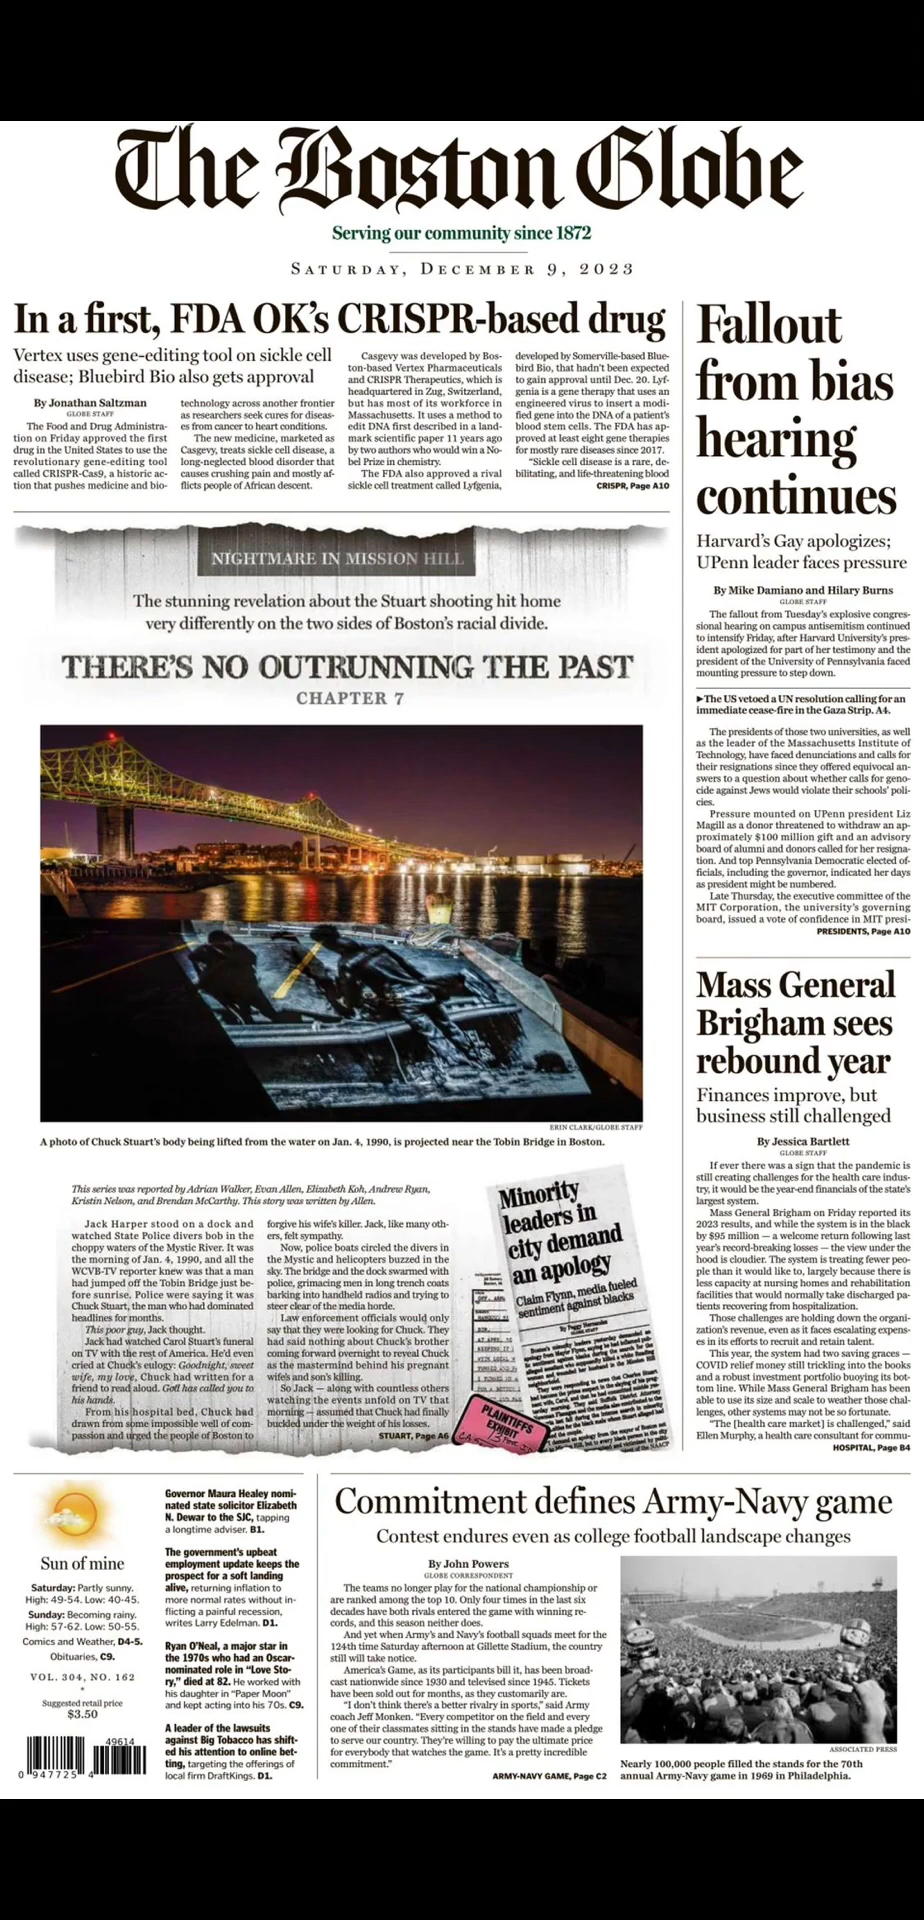 The Boston Globe
Serving our community since 1872
SATURDAY, DECEMBER 9, 2023
In a first, FDA OK's CRISPR-based drug
Vertex uses gene-editing tool on sickle cell
disease; Bluebird Bio also gets approval
By Jonathan Saltzman
GLOBE STAFF
The Food and Drug Administra-
tion on Friday approved the first
drug in the United States to use the
revolutionary gene-editing tool
called CRISPR-Cas9, a historic ac-
tion that pushes medicine and bio-
technology across another frontier
as researchers seek cures for diseas-
es from cancer to heart conditions.
The new medicine, marketed as
Casgevy, treats sickle cell disease, a
long-neglected blood disorder that
causes crushing pain and mostly af-
flicts people of African descent.
Casgevy was developed by Bos-
ton-based Vertex Pharmaceuticals
and CRISPR Therapeutics, which is
headquartered in Zug, Switzerland,
but has most of its workforce in
Massachusetts. It uses a method to
edit DNA first described in a land-
mark scientific paper 11 years ago
by two authors who would win a No-
bel Prize in chemistry.
The FDA also approved a rival
sickle cell treatment called Lyfgenia,
developed by Somerville-based Blue-
bird Bio, that hadn't been expected
to gain approval until Dec. 20. Lyf-
genia is a gene therapy that uses an
engineered virus to insert a modi-
fied gene into the DNA of a patient's
blood stem cells. The FDA has ap-
proved at least eight gene therapies
for mostly rare diseases since 2017.
"Sickle cell disease is a rare, de-
bilitating, and life-threatening blood
CRISPR, Page A10
Fallout
from bias
hearing
continues
Harvard's Gay apologizes;
UPenn leader faces pressure
By Mike Damiano and Hilary Burns
GLOBE STAFF
The fallout from Tuesday's explosive congres-
sional hearing on campus antisemitism continued
to intensify Friday, after Harvard University's pres-
ident apologized for part of her testimony and the
president of the University of Pennsylvania faced
mounting pressure to step down.
►The US vetoed a UN resolution calling for an
immediate cease-fire in the Gaza Strip. A4.
The presidents of those two universities, as well
as the leader of the Massachusetts Institute of
Technology, have faced denunciations and calls for
their resignations since they offered equivocal an-
swers to a question about whether calls for geno-
cide against Jews would violate their schools' poli-
cies.
Pressure mounted on UPenn president Liz
Magill as a donor threatened to withdraw an ap-
proximately $100 million gift and an advisory
board of alumni and donors called for her resigna-
tion. And top Pennsylvania Democratic elected of-
ficials, including the governor, indicated her days
as president might be numbered.
Late Thursday, the executive committee of the
MIT Corporation, the university's governing
board, issued a vote of confidence in MIT presi-
PRESIDENTS, Page A10
NIGHTMARE IN MISSION HILL
The stunning revelation about the Stuart shooting hit home
very differently on the two sides of Boston's racial divide.
THERE'S NO OUTRUNNING THE PAST
CHAPTER 7
ERIN CLARK/GLOBE STAFF
A photo of Chuck Stuart's body being lifted from the water on Jan. 4, 1990, is projected near the Tobin Bridge in Boston.
This series was reported by Adrian Walker, Evan Allen, Elizabeth Koh, Andrew Ryan,
Kristin Nelson, and Brendan McCarthy. This story was written by Allen.
Jack Harper stood on a dock and
watched State Police divers bob in the
choppy waters of the Mystic River. It was
the morning of Jan. 4, 1990, and all the
WCVB-TV reporter knew was that a man
had jumped off the Tobin Bridge just be-
fore sunrise. Police were saying it was
Chuck Stuart, the man who had dominated
headlines for months.
This poor guy, Jack thought.
Jack had watched Carol Stuart's funeral
on TV with the rest of America. He'd even
cried at Chuck's eulogy: Goodnight, sweet
wife, my love, Chuck had written for a
friend to read aloud. God has called you to
his hands.
From his hospital bed, Chuck had
drawn from some impossible well of com-
passion and urged the people of Boston to
forgive his wife's killer. Jack, like many oth-
ers, felt sympathy.
Now, police boats circled the divers in
the Mystic and helicopters buzzed in the
sky. The bridge and the dock swarmed with
police, grimacing men in long trench coats
barking into handheld radios and trying to
steer clear of the media horde.
Law enforcement officials would only
say that they were looking for Chuck. They
had said nothing about Chuck's brother
coming forward overnight to reveal Chuck
as the mastermind behind his pregnant
wife's and son's killing.
So Jack — along with countless others
watching the events unfold on TV that
morning — assumed that Chuck had finally
buckled under the weight of his losses.
STUART, Page A6
Minority
leaders in
city demand
an apology
Claim Flynn, media fueled
sentiment against blacks
By Peggy Hernandez
PLAINTIFF'S
EXHIBIT
Mass General
Brigham sees
rebound year
Finances improve, but
business still challenged
By Jessica Bartlett
GLOBE STAFF
If ever there was a sign that the pandemic is
still creating challenges for the health care indus-
try, it would be the year-end financials of the state's
largest system.
Mass General Brigham on Friday reported its
2023 results, and while the system is in the black
by $95 million — a welcome return following last
year's record-breaking losses — the view under the
hood is cloudier. The system is treating fewer peo-
ple than it would like to, largely because there is
less capacity at nursing homes and rehabilitation
facilities that would normally take discharged pa-
tients recovering from hospitalization.
Those challenges are holding down the organi-
zation's revenue, even as it faces escalating expens-
es in its efforts to recruit and retain talent.
This year, the system had two saving graces —
COVID relief money still trickling into the books
and a robust investment portfolio buoying its bot-
tom line. While Mass General Brigham has been
able to use its size and scale to weather those chal-
lenges, other systems may not be so fortunate.
"The [health care market] is challenged," said
Ellen Murphy, a health care consultant for commu-
HOSPITAL, Page B4
Sun of mine
Saturday: Partly sunny.
High: 49-54. Low: 40-45.
Sunday: Becoming rainy.
High: 57-62. Low: 50-55.
Comics and Weather, D4-5.
Obituaries, C9.
VOL. 304, NO. 162
*
Suggested retail price
$3.50
49614
0 947725 4
Governor Maura Healey nomi-
nated state solicitor Elizabeth
N. Dewar to the SJC, tapping
a longtime adviser. B1.
The government's upbeat
employment update keeps the
prospect for a soft landing
alive, returning inflation to
more normal rates without in-
flicting a painful recession,
writes Larry Edelman. D1.
Ryan O'Neal, a major star in
the 1970s who had an Oscar-
nominated role in "Love Sto-
ry," died at 82. He worked with
his daughter in "Paper Moon"
and kept acting into his 70s. C9.
A leader of the lawsuits
against Big Tobacco has shift-
ed his attention to online bet-
ting, targeting the offerings of
local firm DraftKings. D1.
Commitment defines Army-Navy game
Contest endures even as college football landscape changes
By John Powers
GLOBE CORRESPONDENT
The teams no longer play for the national championship or
are ranked among the top 10. Only four times in the last six
decades have both rivals entered the game with winning re-
cords, and this season neither does.
And yet when Army's and Navy's football squads meet for the
124th time Saturday afternoon at Gillette Stadium, the country
still will take notice.
America's Game, as its participants bill it, has been broad-
cast nationwide since 1930 and televised since 1945. Tickets
have been sold out for months, as they customarily are.
"I don't think there's a better rivalry in sports," said Army
coach Jeff Monken. "Every competitor on the field and every
one of their classmates sitting in the stands have made a pledge
to serve our country. They're willing to pay the ultimate price
for everybody that watches the game. It's a pretty incredible
commitment."
ARMY-NAVY GAME, Page C2
ASSOCIATED PRESS
Nearly 100,000 people filled the stands for the 70th
annual Army-Navy game in 1969 in Philadelphia.